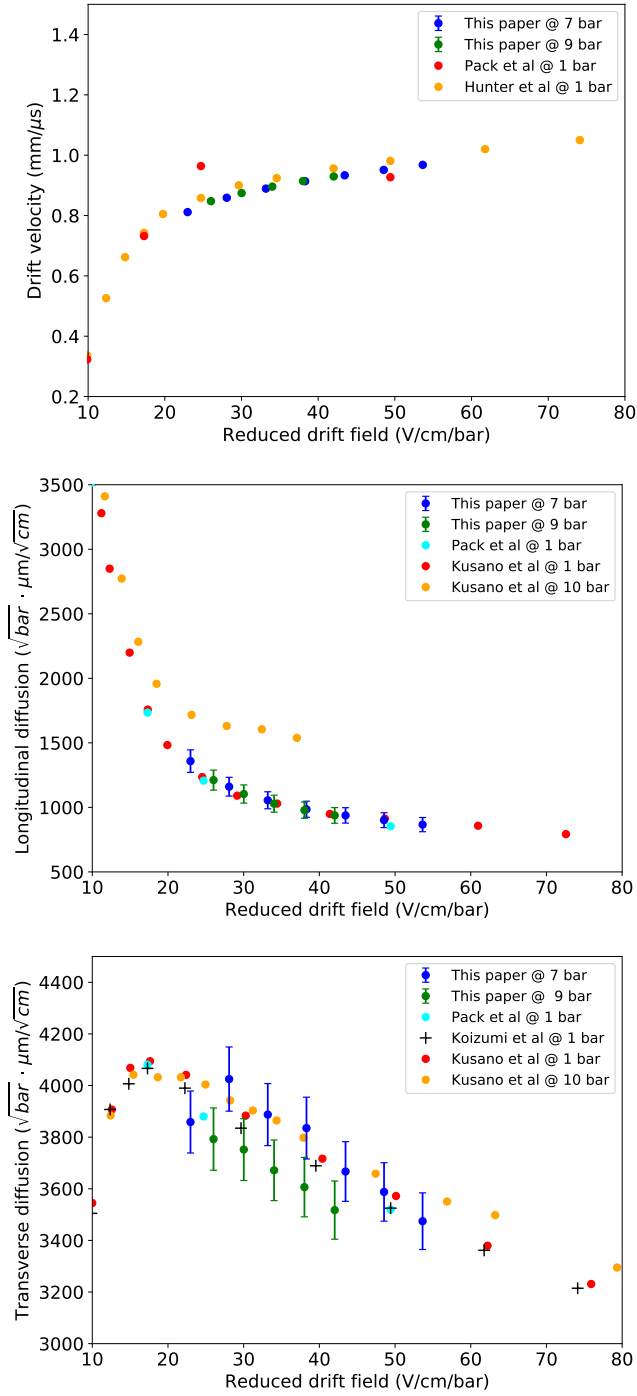 1.4
1.2
1.0
0.8
0.6
0.4
0.2
Drift velocity (mm/µs)
This paper @ 7 bar
This paper @ 9 bar
Pack et al @ 1 bar
Hunter et al @ 1 bar
10 20 30 40 50 60 70 80
Reduced drift field (V/cm/bar)
3500
3000
2500
2000
1500
1000
500
Longitudinal diffusion (√bar · µm/√cm)
This paper @ 7 bar
This paper @ 9 bar
Pack et al @ 1 bar
Kusano et al @ 1 bar
Kusano et al @ 10 bar
10 20 30 40 50 60 70 80
Reduced drift field (V/cm/bar)
4400
4200
4000
3800
3600
3400
3200
3000
Transverse diffusion (√bar · µm/√cm)
This paper @ 7 bar
This paper @  9 bar
Pack et al @ 1 bar
Koizumi et al @ 1 bar
Kusano et al @ 1 bar
Kusano et al @ 10 bar
10 20 30 40 50 60 70 80
Reduced drift field (V/cm/bar)